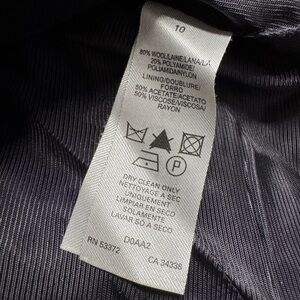 10
80% WOOL/LAINE/LANA/LÃ
20% POLYAMIDE/
POLIAMIDA/NYLON
LINING/DOUBLURE/
FORRO
50% ACETATE/ACETATO
50% VISCOSE/VISCOSA/
RAYON
P
DRY CLEAN ONLY
NETTOYAGE A SEC
UNIQUEMENT
LIMPIAR EN SECO
SOLAMENTE
LAVAR SÓ A SECO
D0AA2
RN 53372 CA 34336